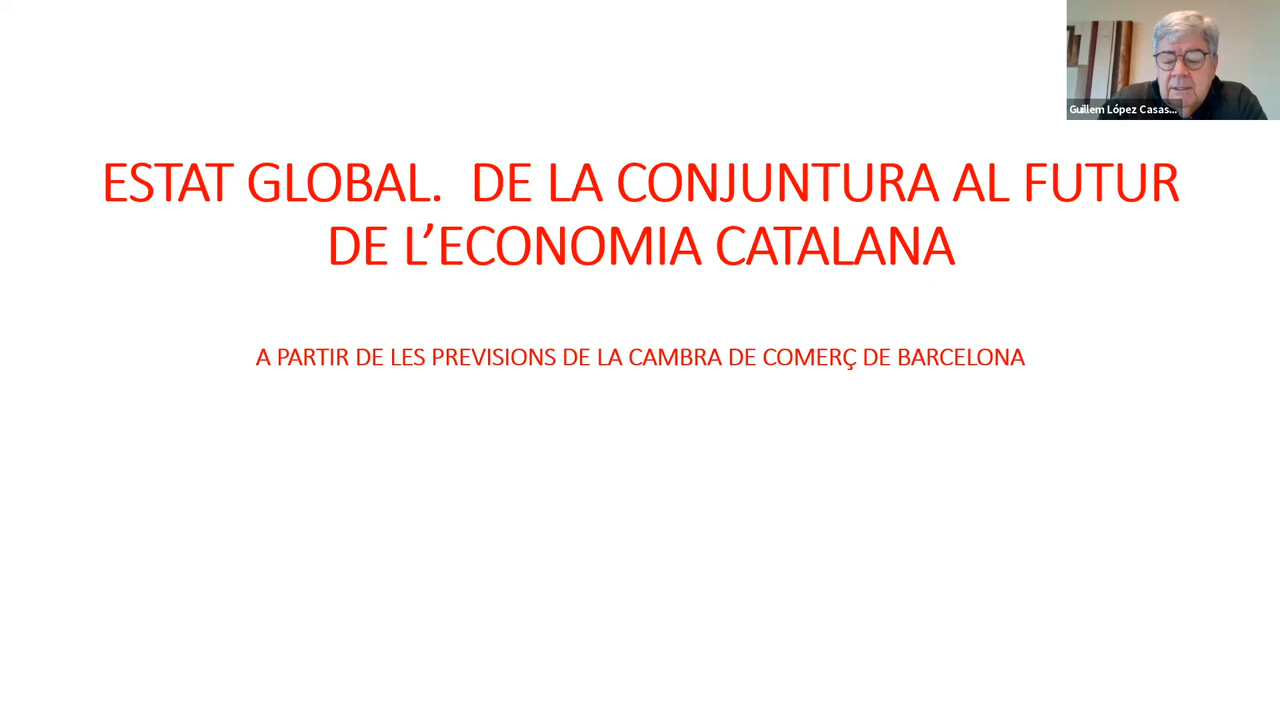 Guillem López Casas...
ESTAT GLOBAL. DE LA CONJUNTURA AL FUTUR
DE L’ECONOMIA CATALANA
A PARTIR DE LES PREVISIONS DE LA CAMBRA DE COMERÇ DE BARCELONA